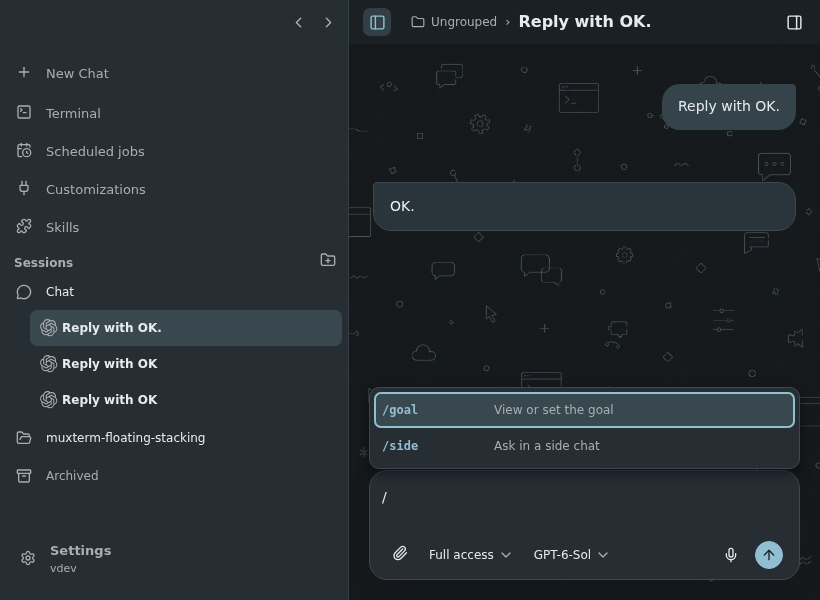 Ungrouped › Reply with OK.
New Chat
Terminal
Scheduled jobs
Customizations
Skills
Sessions
Chat
Reply with OK.
Reply with OK
Reply with OK
muxterm-floating-stacking
Archived
Settings
vdev
Reply with OK.
OK.
/goal View or set the goal
/side Ask in a side chat
/
Full access GPT-6-Sol